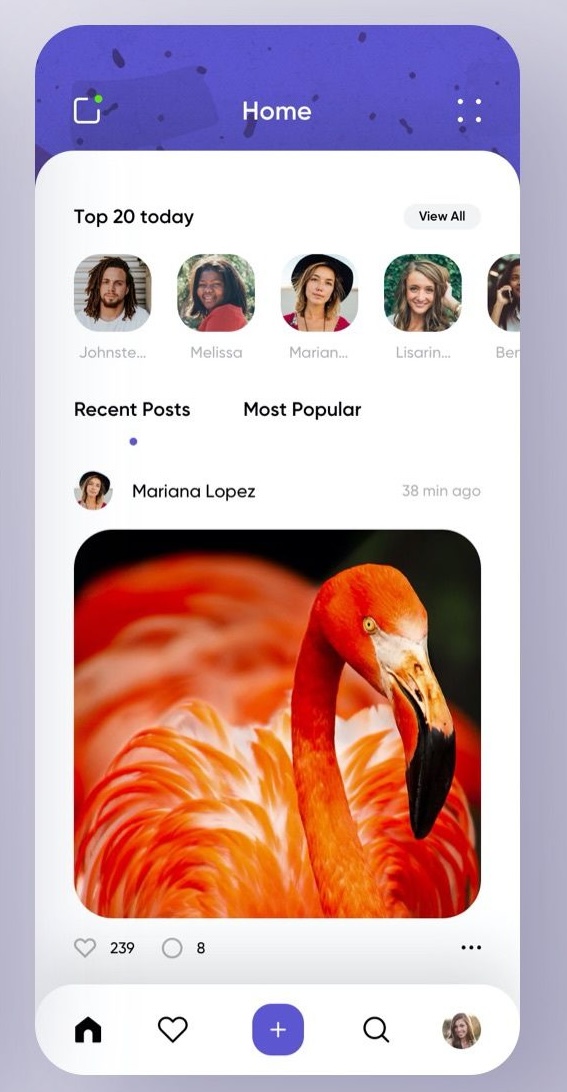 Home
Top 20 today
View All
Johnste...
Melissa
Marian...
Lisarin...
Ber
Recent Posts
Most Popular
Mariana Lopez
38 min ago
239
8